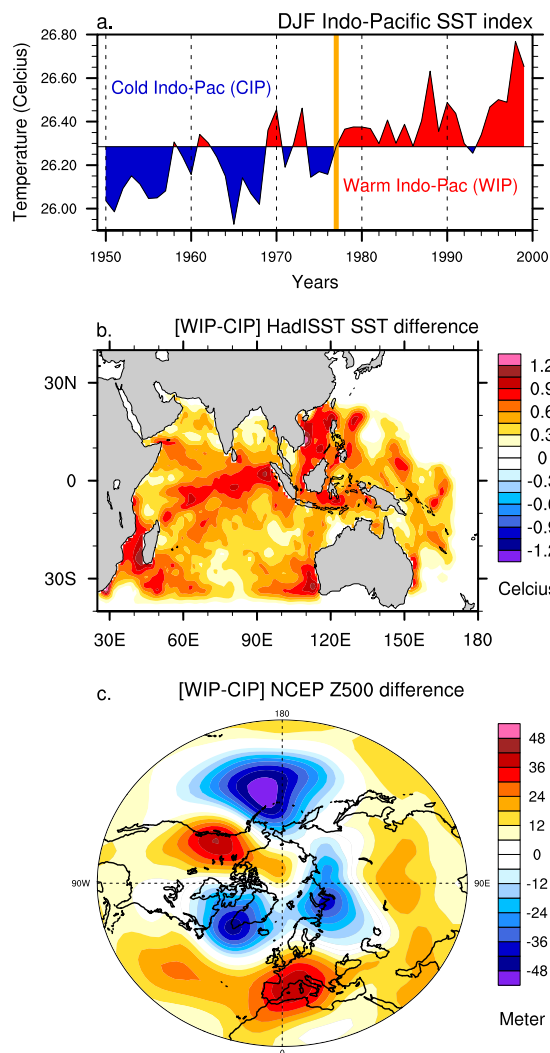 a. DJF Indo-Pacific SST index
Temperature (Celcius)
26.80
26.60
26.40
26.20
26.00
Cold Indo-Pac (CIP)
Warm Indo-Pac (WIP)
1950 1960 1970 1980 1990 2000
Years
b. [WIP-CIP] HadISST SST difference
30N
0
30S
30E 60E 90E 120E 150E 180
1.2
0.9
0.6
0.3
0
-0.3
-0.6
-0.9
-1.2
Celcius
c. [WIP-CIP] NCEP Z500 difference
180
90W
90E
0
48
36
24
12
0
-12
-24
-36
-48
Meter